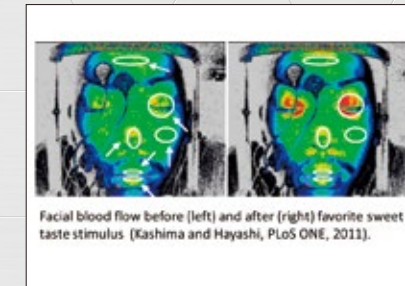 Facial blood flow before (left) and after (right) favorite sweet
taste stimulus (Kashima and Hayashi, PLoS ONE, 2011).